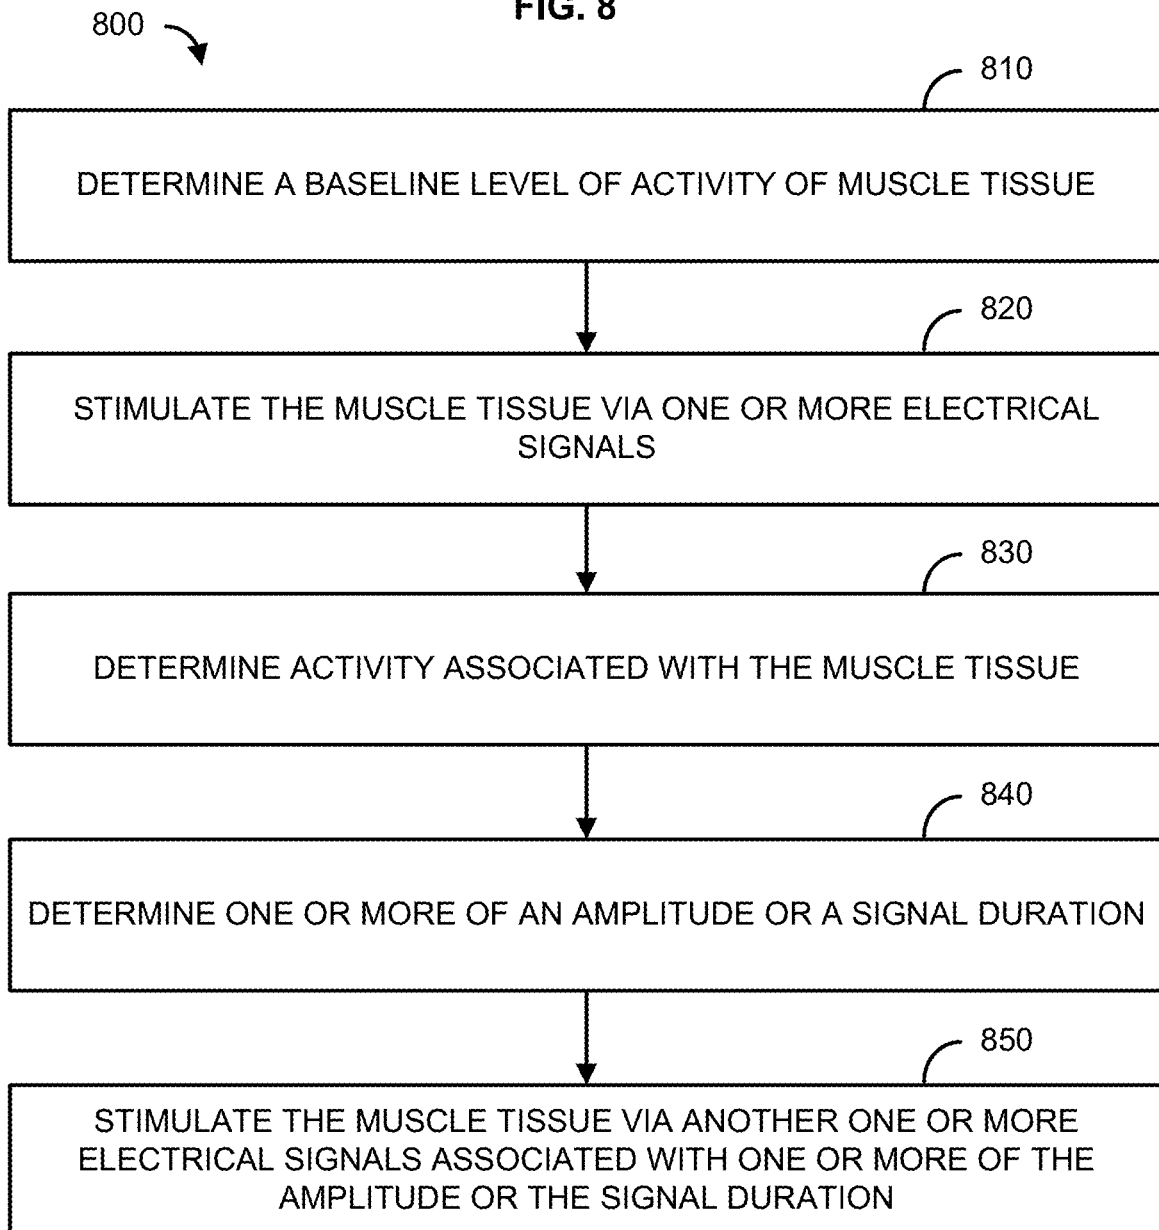 FIG. 8
800
810
DETERMINE A BASELINE LEVEL OF ACTIVITY OF MUSCLE TISSUE
820
STIMULATE THE MUSCLE TISSUE VIA ONE OR MORE ELECTRICAL
SIGNALS
830
DETERMINE ACTIVITY ASSOCIATED WITH THE MUSCLE TISSUE
840
DETERMINE ONE OR MORE OF AN AMPLITUDE OR A SIGNAL DURATION
850
STIMULATE THE MUSCLE TISSUE VIA ANOTHER ONE OR MORE
ELECTRICAL SIGNALS ASSOCIATED WITH ONE OR MORE OF THE
AMPLITUDE OR THE SIGNAL DURATION